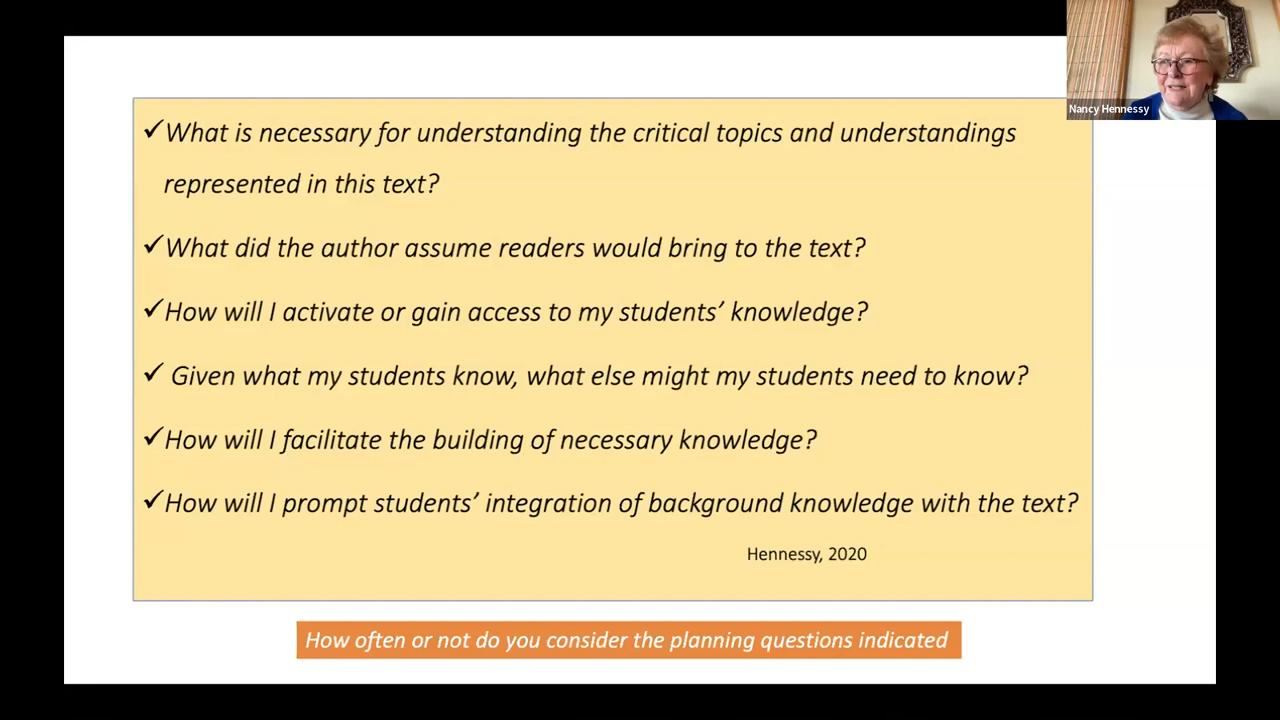 Nancy Hennessy
✓What is necessary for understanding the critical topics and understandings
represented in this text?
✓What did the author assume readers would bring to the text?
✓How will I activate or gain access to my students’ knowledge?
✓ Given what my students know, what else might my students need to know?
✓How will I facilitate the building of necessary knowledge?
✓How will I prompt students’ integration of background knowledge with the text?
Hennessy, 2020
How often or not do you consider the planning questions indicated